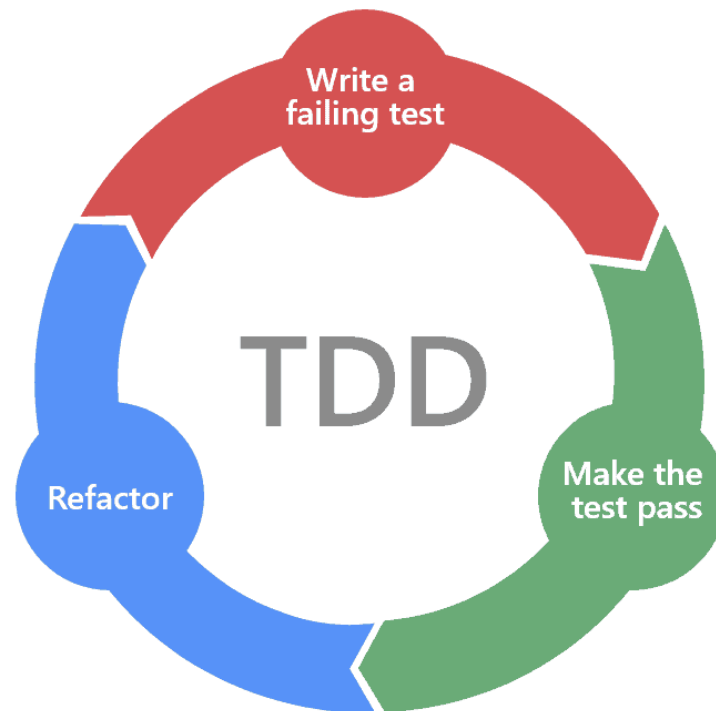 Write a
failing test
TDD
Make the
test pass
Refactor